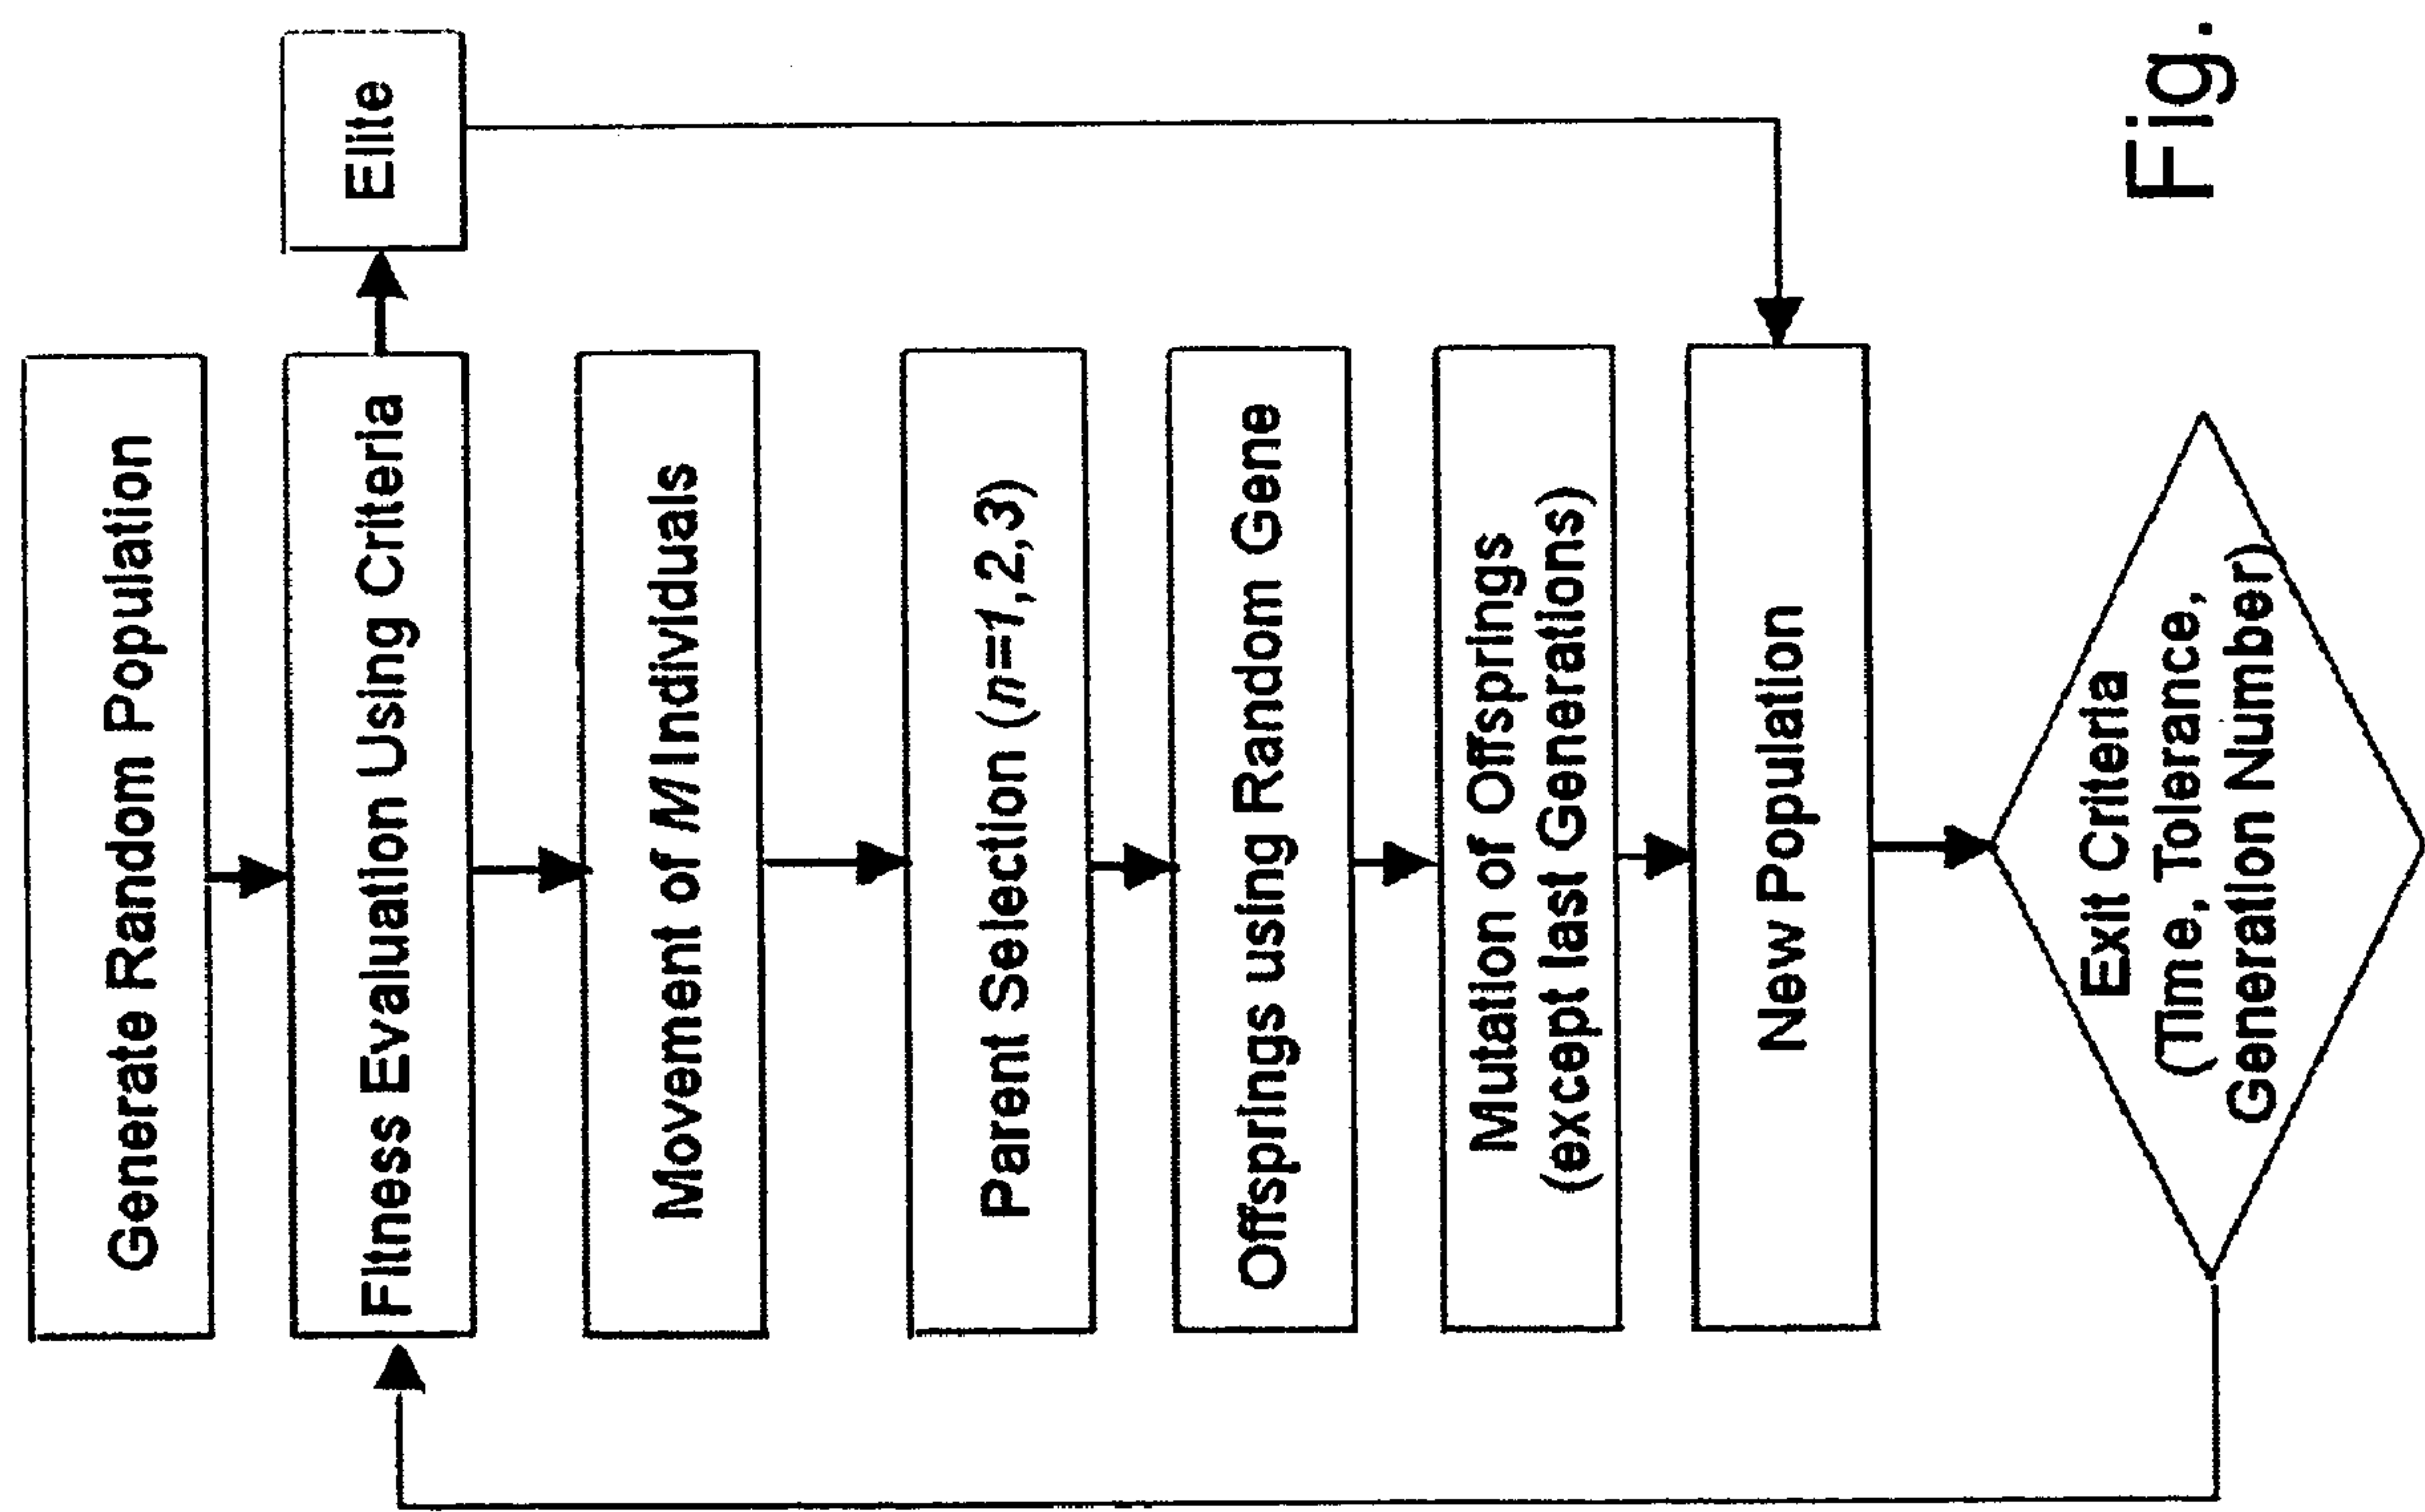 Generate Random Population
Fitness Evaluation Using Criteria
Elite
Movement of M Individuals
Parent Selection (n=1,2,3)
Offsprings using Random Gene
Mutation of Offsprings
(except last Generations)
New Population
Exit Criteria
(Time, Tolerance,
Generation Number)
Fig.